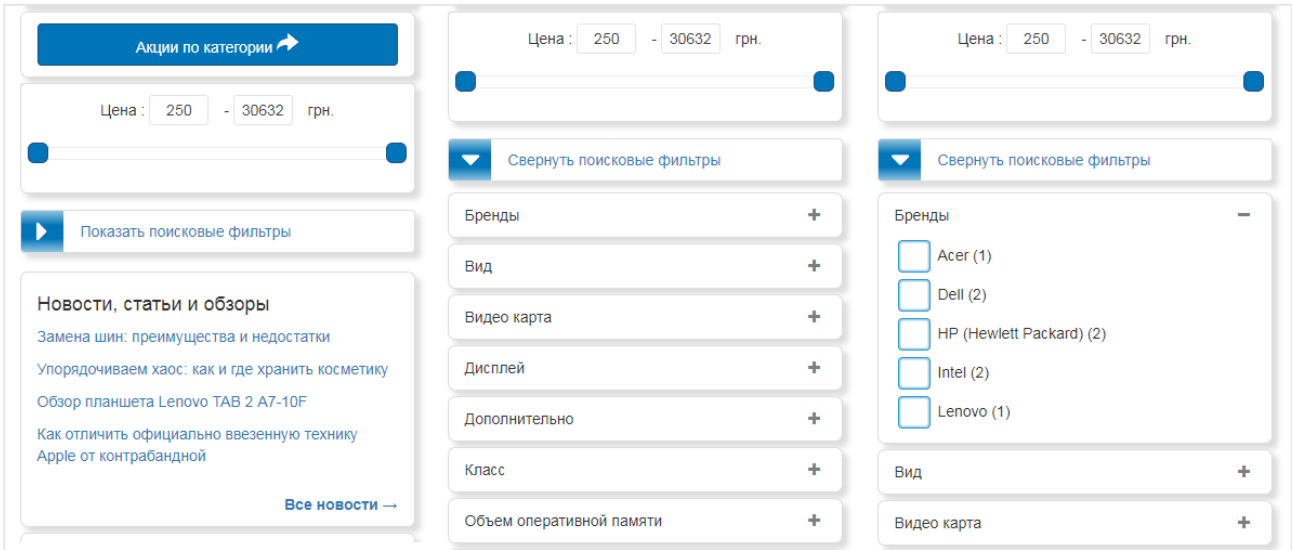 Акции по категории
Цена : 250 - 30632 грн.
Показать поисковые фильтры
Новости, статьи и обзоры
Замена шин: преимущества и недостатки
Упорядочиваем хаос: как и где хранить косметику
Обзор планшета Lenovo TAB 2 A7-10F
Как отличить официально ввезенную технику
Apple от контрабандной
Все новости →
Цена : 250 - 30632 грн.
Свернуть поисковые фильтры
Бренды +
Вид +
Видео карта +
Дисплей +
Дополнительно +
Класс +
Объем оперативной памяти +
Цена : 250 - 30632 грн.
Свернуть поисковые фильтры
Бренды −
Acer (1)
Dell (2)
HP (Hewlett Packard) (2)
Intel (2)
Lenovo (1)
Вид +
Видео карта +